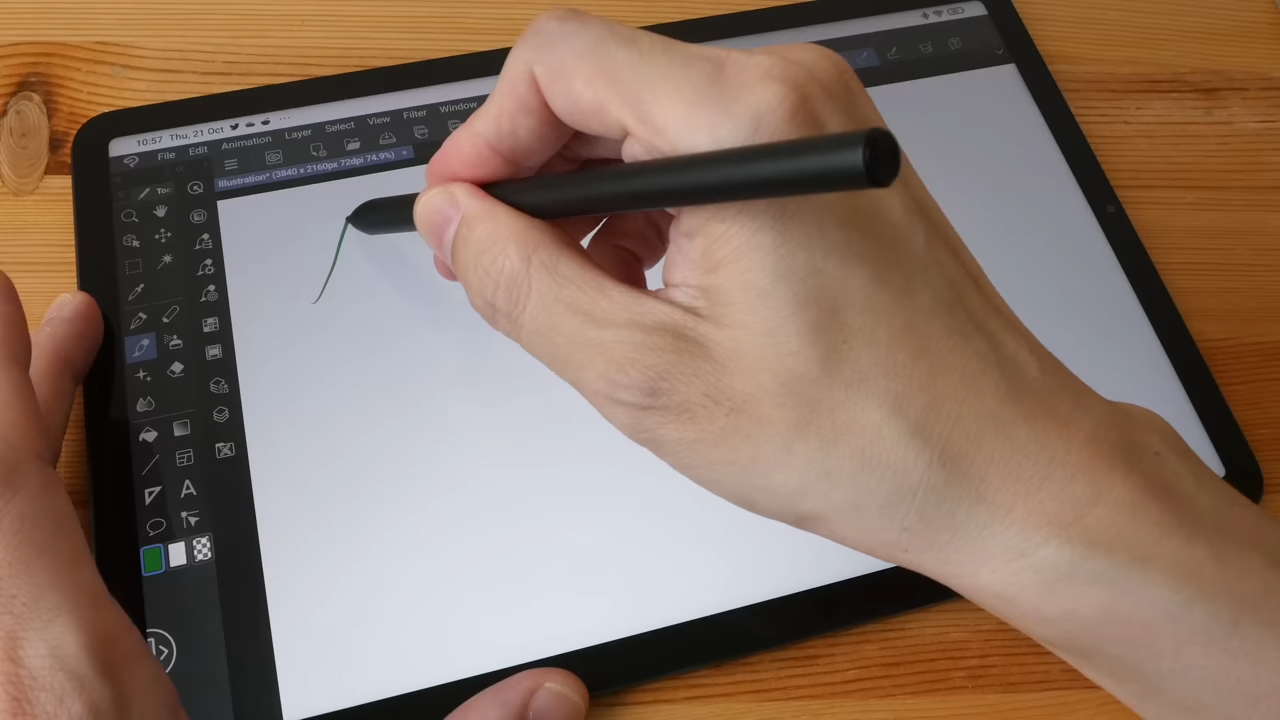 10:57 Thu, 21 Oct ...
File Edit Animation Layer Select View Filter Window
Illustration* (3840 x 2160px 72dpi 74.9%)
Too
A